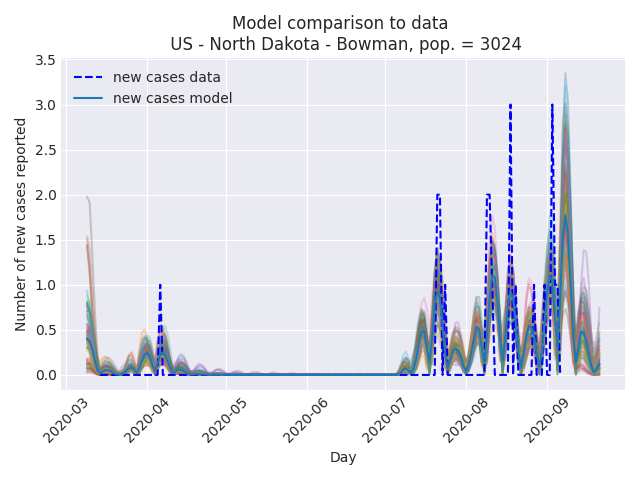 Model comparison to data
US - North Dakota - Bowman, pop. = 3024
new cases data
new cases model
Number of new cases reported
3.5
3.0
2.5
2.0
1.5
1.0
0.5
0.0
2020-03
2020-04
2020-05
2020-06
2020-07
2020-08
2020-09
Day